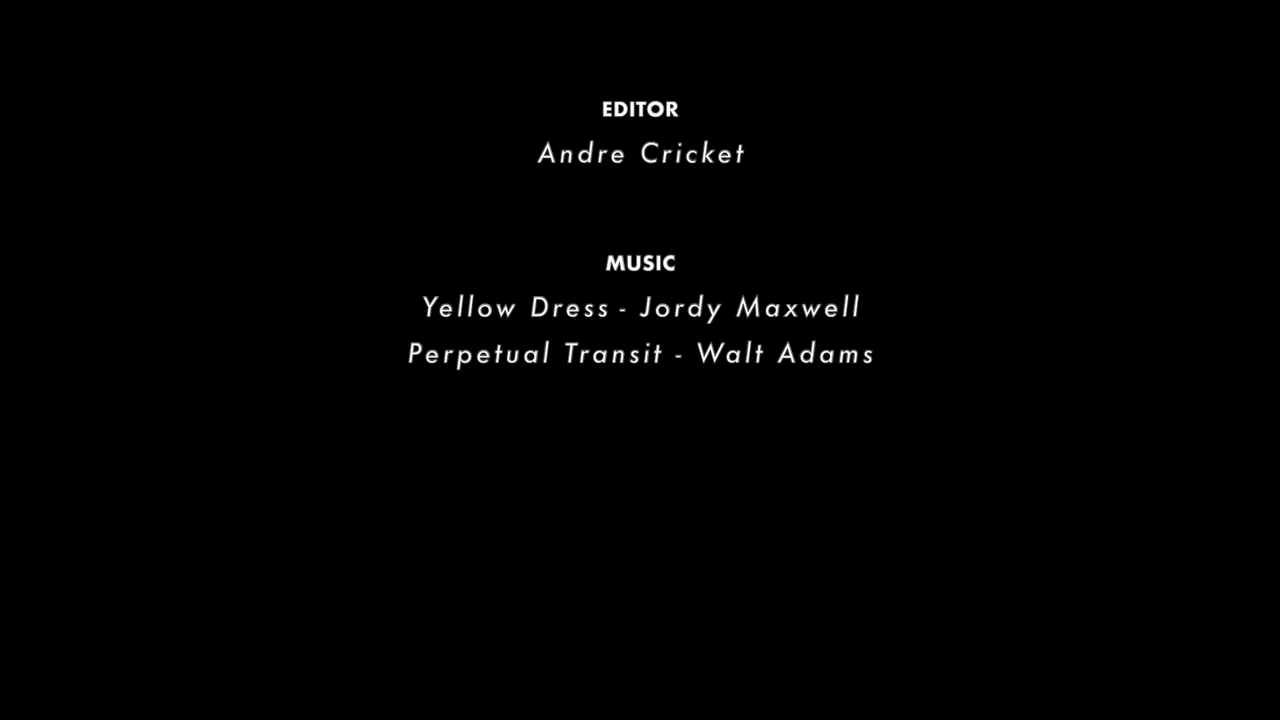 EDITOR
Andre Cricket
MUSIC
Yellow Dress - Jordy Maxwell
Perpetual Transit - Walt Adams